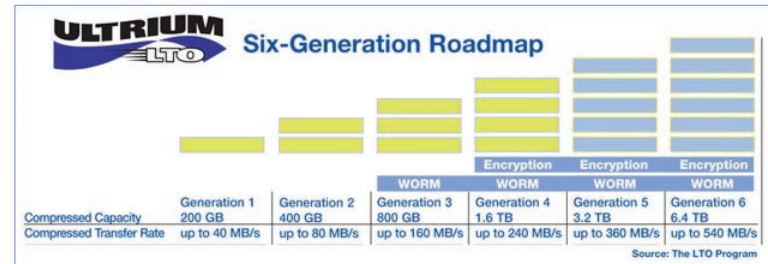 ULTRIUM
LTO
Six-Generation Roadmap
Encryption Encryption Encryption
WORM WORM WORM WORM
Generation 1 Generation 2 Generation 3 Generation 4 Generation 5 Generation 6
Compressed Capacity 200 GB 400 GB 800 GB 1.6 TB 3.2 TB 6.4 TB
Compressed Transfer Rate up to 40 MB/s up to 80 MB/s up to 160 MB/s up to 240 MB/s up to 360 MB/s up to 540 MB/s
Source: The LTO Program